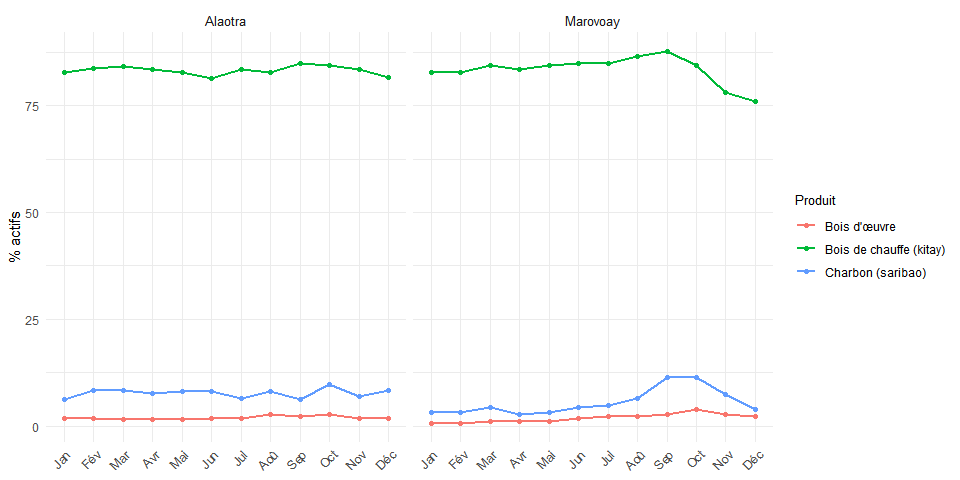 Alaotra
Marovoay
% actifs
75
50
25
0
Jan Fév Mar Avr Mai Jun Jul Aoû Sep Oct Nov Déc
Jan Fév Mar Avr Mai Jun Jul Aoû Sep Oct Nov Déc
Produit
Bois d'œuvre
Bois de chauffe (kitay)
Charbon (saribao)